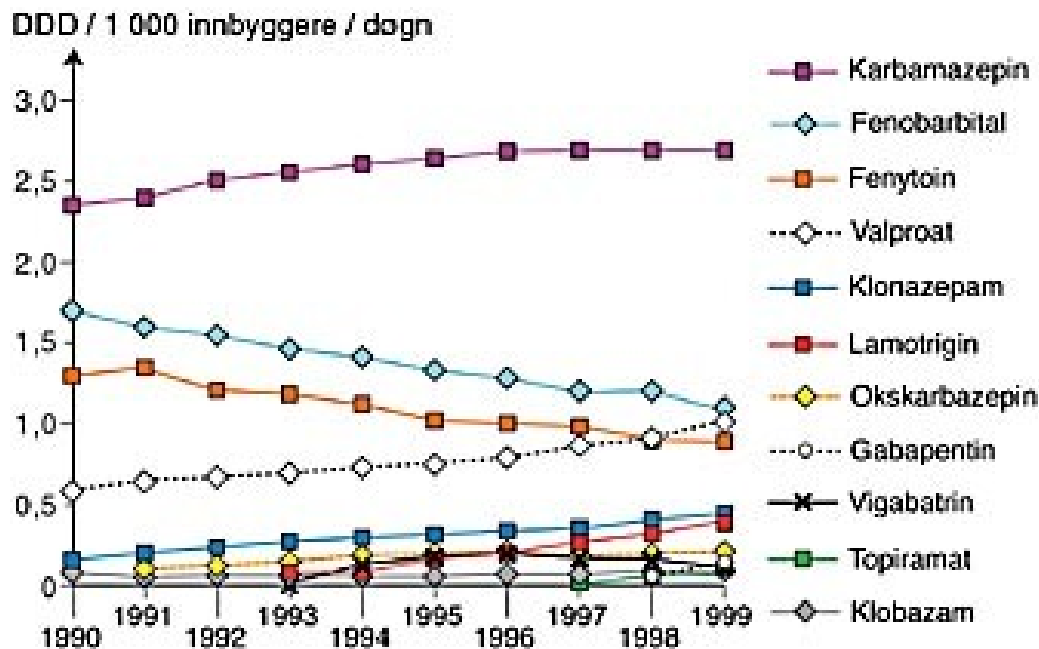 DDD / 1 000 innbyggere / døgn
3,0
2,5
2,0
1,5
1,0
0,5
0
1990 1991 1992 1993 1994 1995 1996 1997 1998 1999
Karbamazepin
Fenobarbital
Fenytoin
Valproat
Klonazepam
Lamotrigin
Okskarbazepin
Gabapentin
Vigabatrin
Topiramat
Klobazam